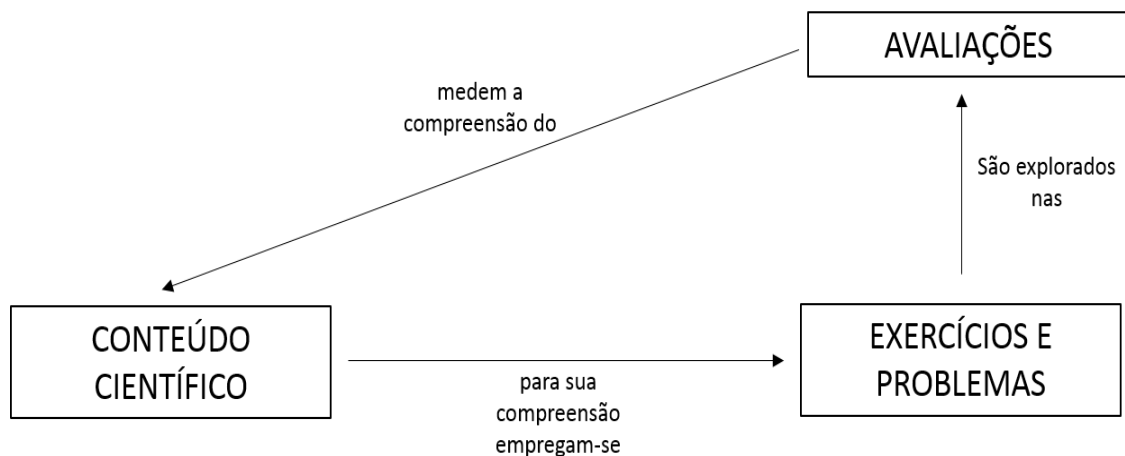 AVALIAÇÕES
medem a
compreensão do
São explorados
nas
CONTEÚDO
CIENTÍFICO
EXERCÍCIOS E
PROBLEMAS
para sua
compreensão
empregam-se